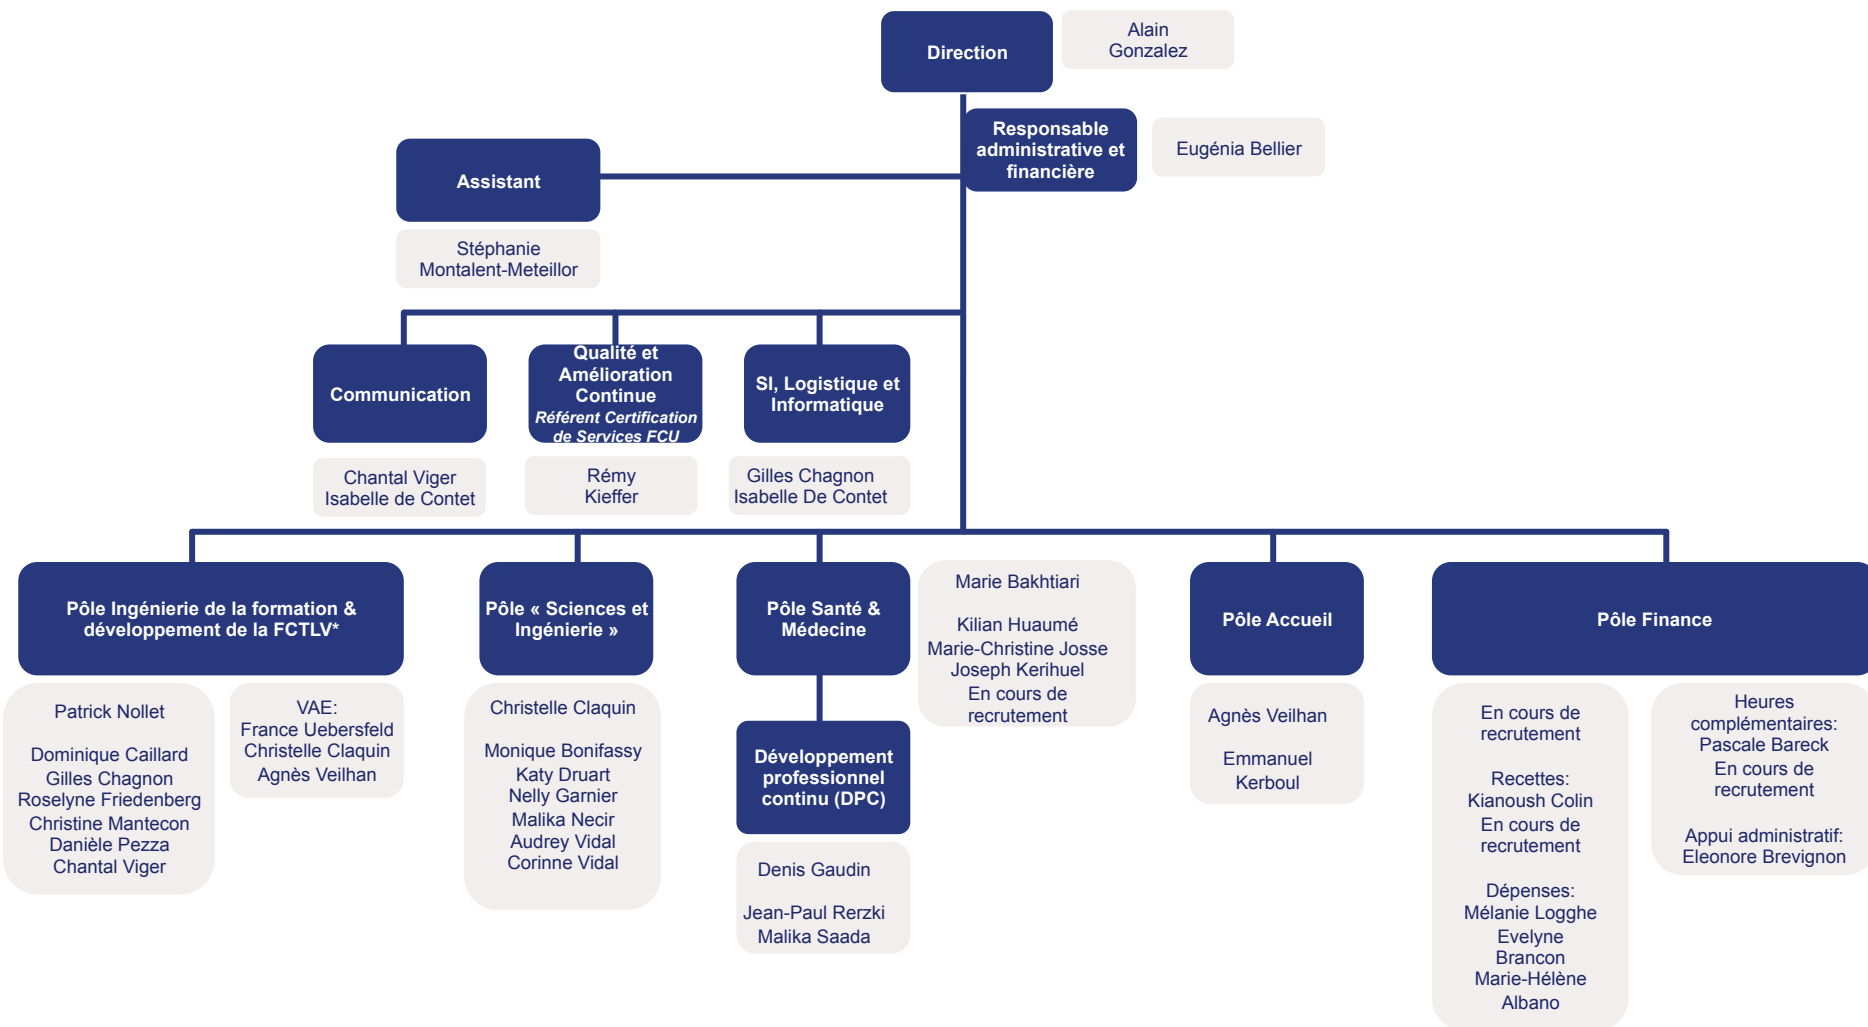 Direction
Alain
Gonzalez
Responsable
administrative et
financière
Eugénia Bellier
Assistant
Stéphanie
Montalent-Meteillor
Communication
Chantal Viger
Isabelle de Contet
Qualité et
Amélioration
Continue
Référent Certification
de Services FCU
Rémy
Kieffer
SI, Logistique et
Informatique
Gilles Chagnon
Isabelle De Contet
Pôle Ingénierie de la formation &
développement de la FCTLV*
Patrick Nollet
Dominique Caillard
Gilles Chagnon
Roselyne Friedenberg
Christine Mantecon
Danièle Pezza
Chantal Viger
VAE:
France Uebersfeld
Christelle Claquin
Agnès Veilhan
Pôle « Sciences et
Ingénierie »
Christelle Claquin
Monique Bonifassy
Katy Druart
Nelly Garnier
Malika Necir
Audrey Vidal
Corinne Vidal
Pôle Santé &
Médecine
Marie Bakhtiari
Kilian Huaumé
Marie-Christine Josse
Joseph Kerihuel
En cours de
recrutement
Développement
professionnel
continu (DPC)
Denis Gaudin
Jean-Paul Rerzki
Malika Saada
Pôle Accueil
Agnès Veilhan
Emmanuel
Kerboul
Pôle Finance
En cours de
recrutement
Recettes:
Kianoush Colin
En cours de
recrutement
Dépenses:
Mélanie Logghe
Evelyne
Brancon
Marie-Hélène
Albano
Heures
complémentaires:
Pascale Bareck
En cours de
recrutement
Appui administratif:
Eleonore Brevignon